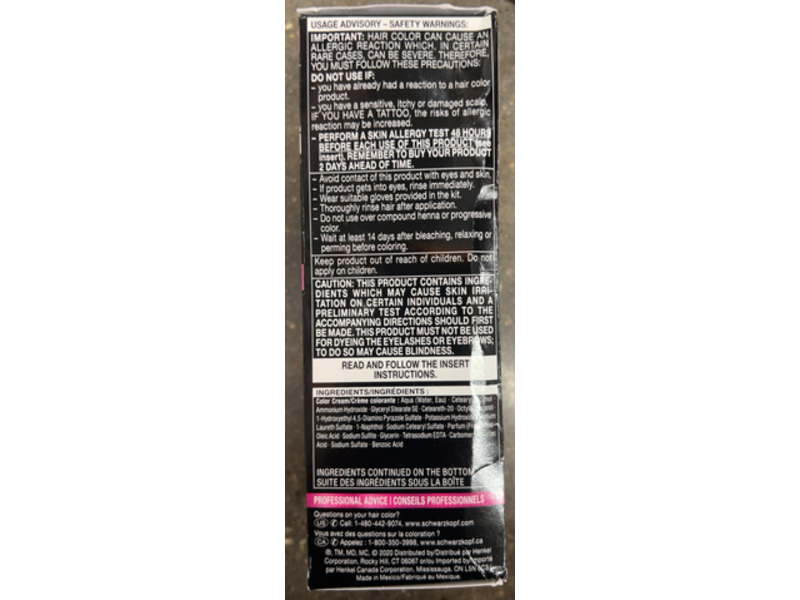 USAGE ADVISORY – SAFETY WARNINGS:
IMPORTANT: HAIR COLOR CAN CAUSE AN
ALLERGIC REACTION WHICH, IN CERTAIN
RARE CASES, CAN BE SEVERE. THEREFORE,
YOU MUST FOLLOW THESE PRECAUTIONS:
DO NOT USE IF:
– you have already had a reaction to a hair color
product.
– you have a sensitive, itchy or damaged scalp.
IF YOU HAVE A TATTOO, the risks of allergic
reaction may be increased.
– PERFORM A SKIN ALLERGY TEST 48 HOURS
BEFORE EACH USE OF THIS PRODUCT (see
insert). REMEMBER TO BUY YOUR PRODUCT
2 DAYS AHEAD OF TIME.
– Avoid contact of this product with eyes and skin.
– If product gets into eyes, rinse immediately.
– Wear suitable gloves provided in the kit.
– Thoroughly rinse hair after application.
– Do not use over compound henna or progressive
color.
– Wait at least 14 days after bleaching, relaxing or
perming before coloring.
Keep product out of reach of children. Do not
apply on children.
CAUTION: THIS PRODUCT CONTAINS INGRE-
DIENTS WHICH MAY CAUSE SKIN IRRI-
TATION ON CERTAIN INDIVIDUALS AND A
PRELIMINARY TEST ACCORDING TO THE
ACCOMPANYING DIRECTIONS SHOULD FIRST
BE MADE. THIS PRODUCT MUST NOT BE USED
FOR DYEING THE EYELASHES OR EYEBROWS;
TO DO SO MAY CAUSE BLINDNESS.
READ AND FOLLOW THE INSERT
INSTRUCTIONS.
INGREDIENTS/INGRÉDIENTS :
Color Cream/Crème colorante : Aqua (Water, Eau) ·
Ammonium Hydroxide · Glyceryl Stearate SE · Ceteareth-20 ·
1-Hydroxyethyl-4,5-Diamino Pyrazole Sulfate · Potassium Hydroxide
Laureth Sulfate · 1-Naphthol · Sodium Cetearyl Sulfate · Parfum
Oleic Acid · Sodium Sulfite · Glycerin · Tetrasodium EDTA ·
Acid · Sodium Sulfate · Benzoic Acid
INGREDIENTS CONTINUED ON THE BOTTOM
SUITE DES INGRÉDIENTS SOUS LA BOÎTE
PROFESSIONAL ADVICE I CONSEILS PROFESSIONNELS
Questions on your hair color?
US Call: 1-480-442-9074, www.schwarzkopf.com
Vous avez des questions sur la coloration ?
CA Appelez : 1-800-350-3998, www.schwarzkopf.ca
®, TM, MD, MC, © 2020 Distributed by/Distribué par Henkel
Corporation, Rocky Hill, CT 06067 or/ou Imported by/Importé
par Henkel Canada Corporation, Mississauga, ON L5N
Made in Mexico/Fabriqué au Mexique.